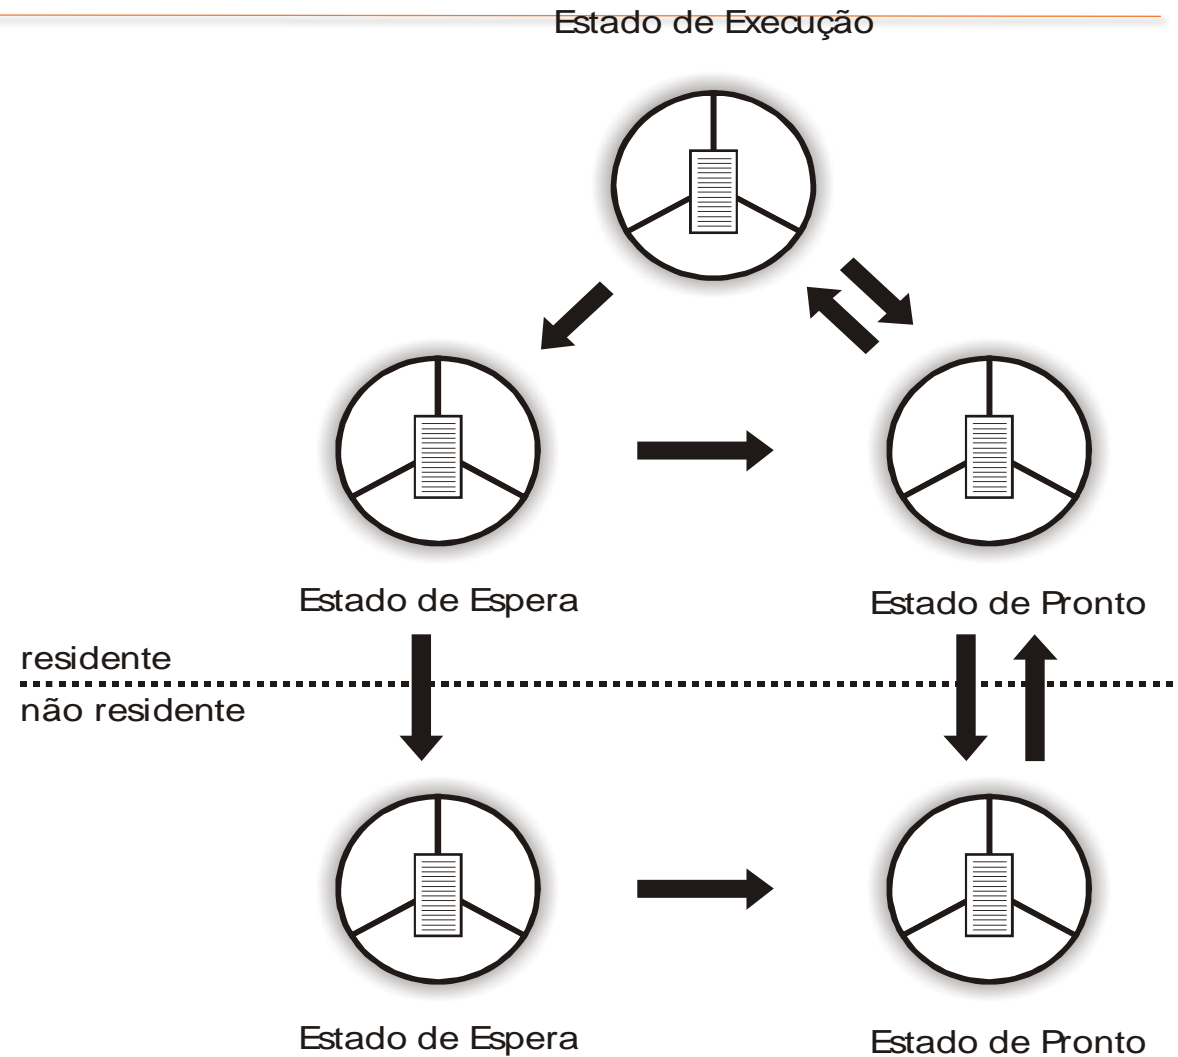 Estado de Execução
Estado de Espera
Estado de Pronto
residente
não residente
Estado de Espera
Estado de Pronto